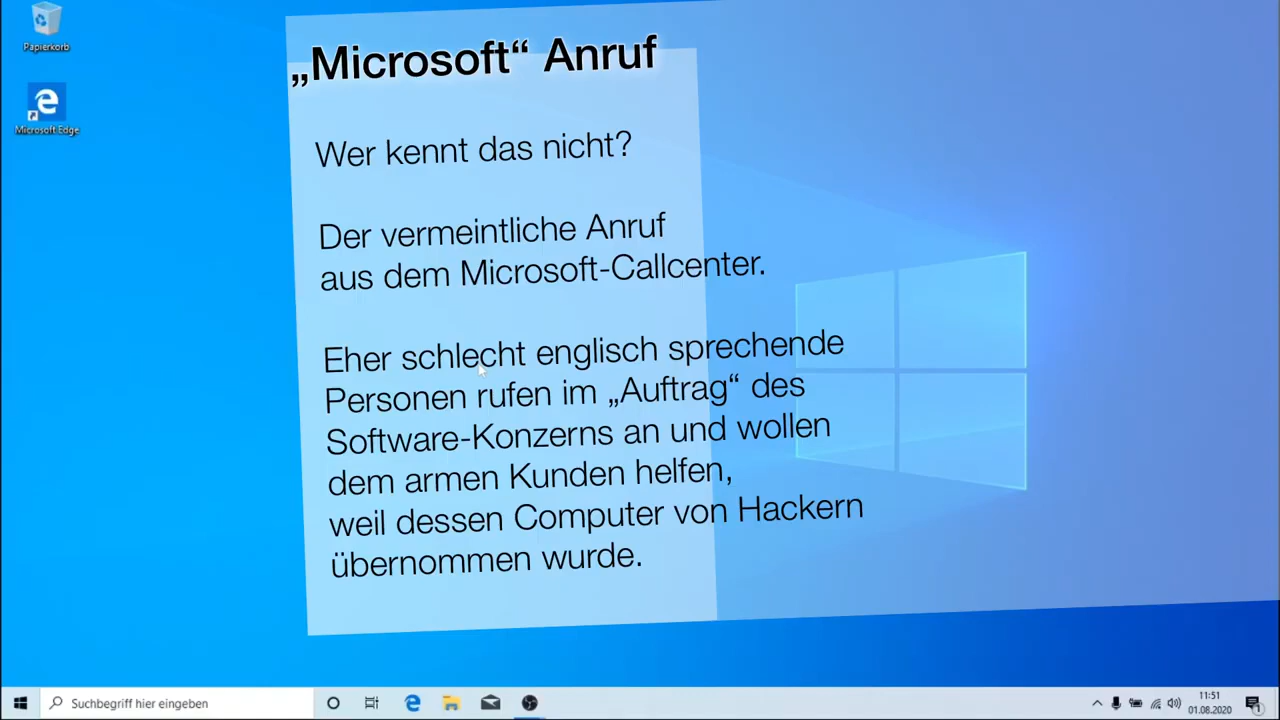 Papierkorb
Microsoft Edge
„Microsoft“ Anruf
Wer kennt das nicht?
Der vermeintliche Anruf
aus dem Microsoft-Callcenter.
Eher schlecht englisch sprechende
Personen rufen im „Auftrag“ des
Software-Konzerns an und wollen
dem armen Kunden helfen,
weil dessen Computer von Hackern
übernommen wurde.
Suchbegriff hier eingeben
11:51
01.08.2020
1